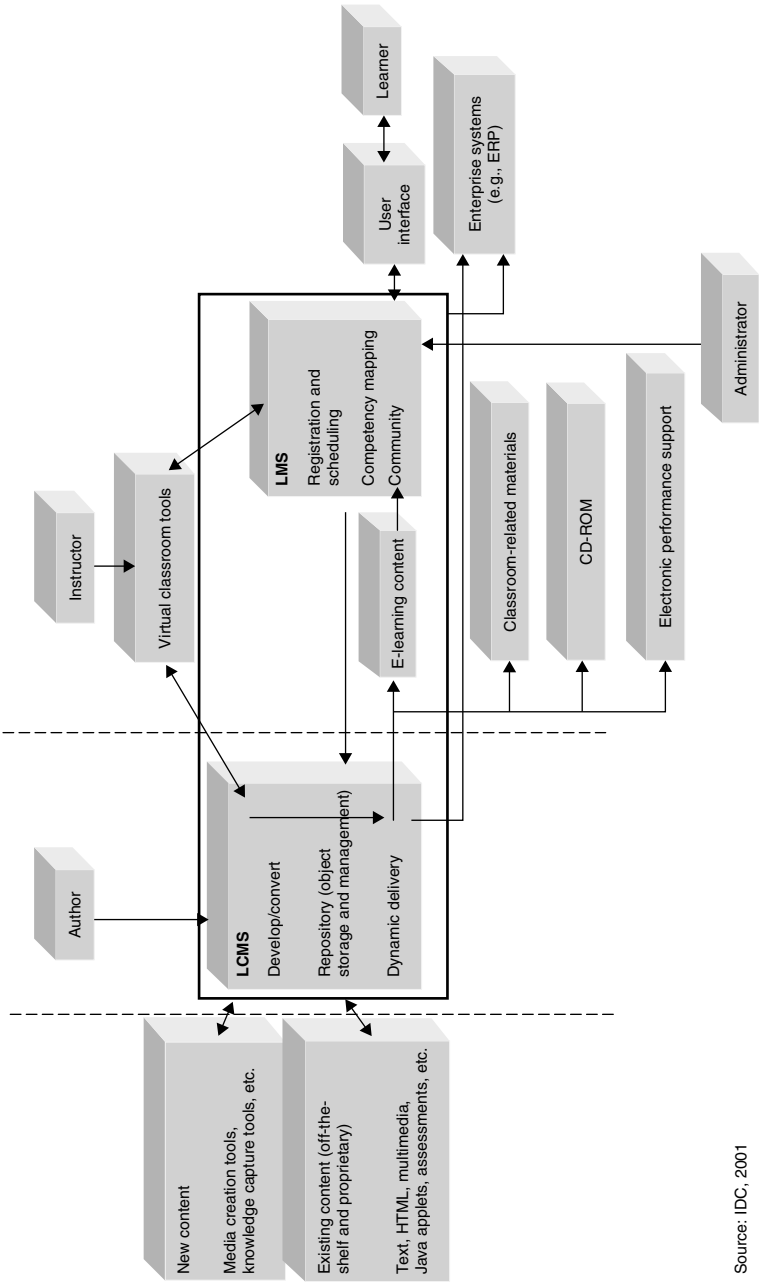 New content
Media creation tools,
knowledge capture tools, etc.
Existing content (off-the-
shelf and proprietary)
Text, HTML, multimedia,
Java applets, assessments, etc.
Author
LCMS
Develop/convert
Repository (object
storage and management)
Dynamic delivery
Instructor
Virtual classroom tools
LMS
Registration and
scheduling
Competency mapping
Community
E-learning content
User
interface
Learner
Enterprise systems
(e.g., ERP)
Classroom-related materials
CD-ROM
Electronic performance support
Administrator
Source: IDC, 2001